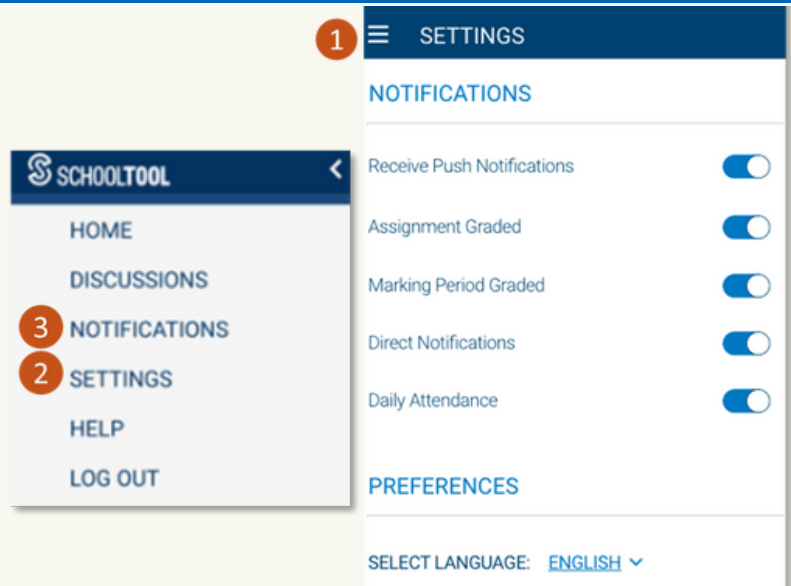 1
SETTINGS
NOTIFICATIONS
Receive Push Notifications
Assignment Graded
Marking Period Graded
Direct Notifications
Daily Attendance
PREFERENCES
SELECT LANGUAGE: ENGLISH
SCHOOLTOOL
HOME
DISCUSSIONS
3 NOTIFICATIONS
2 SETTINGS
HELP
LOG OUT